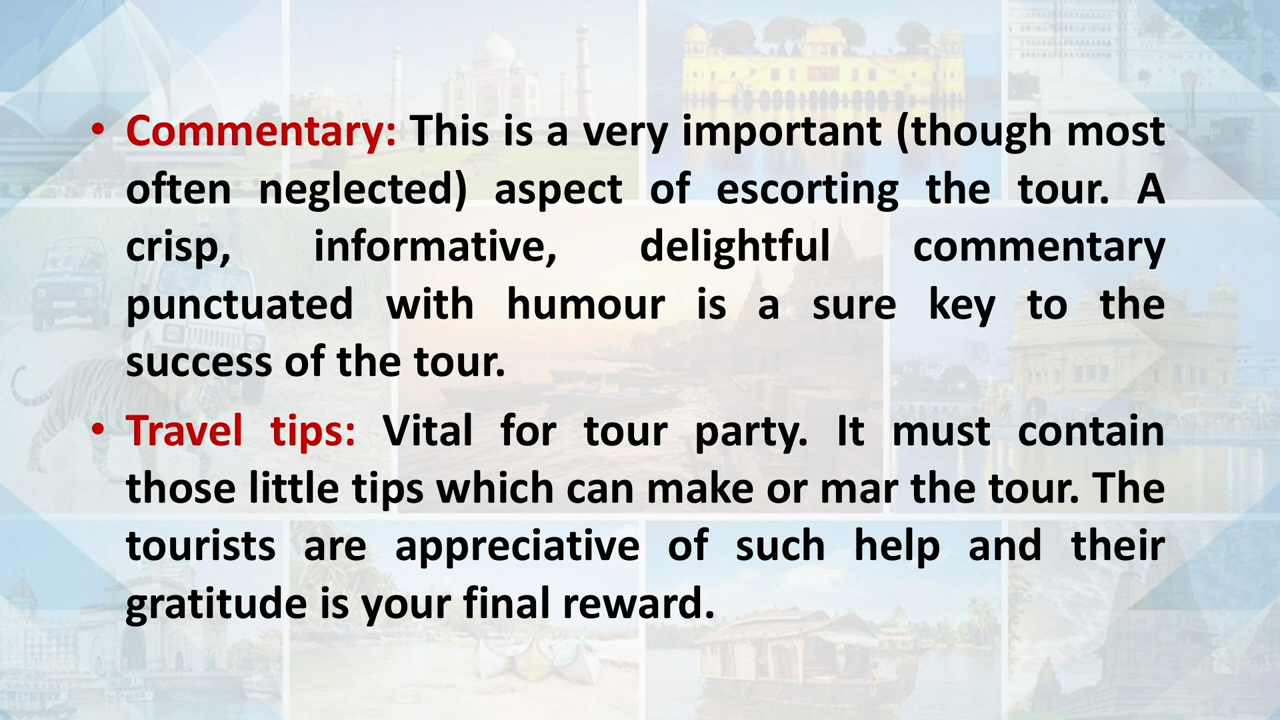 • Commentary: This is a very important (though most
often neglected) aspect of escorting the tour. A
crisp, informative, delightful commentary
punctuated with humour is a sure key to the
success of the tour.
• Travel tips: Vital for tour party. It must contain
those little tips which can make or mar the tour. The
tourists are appreciative of such help and their
gratitude is your final reward.